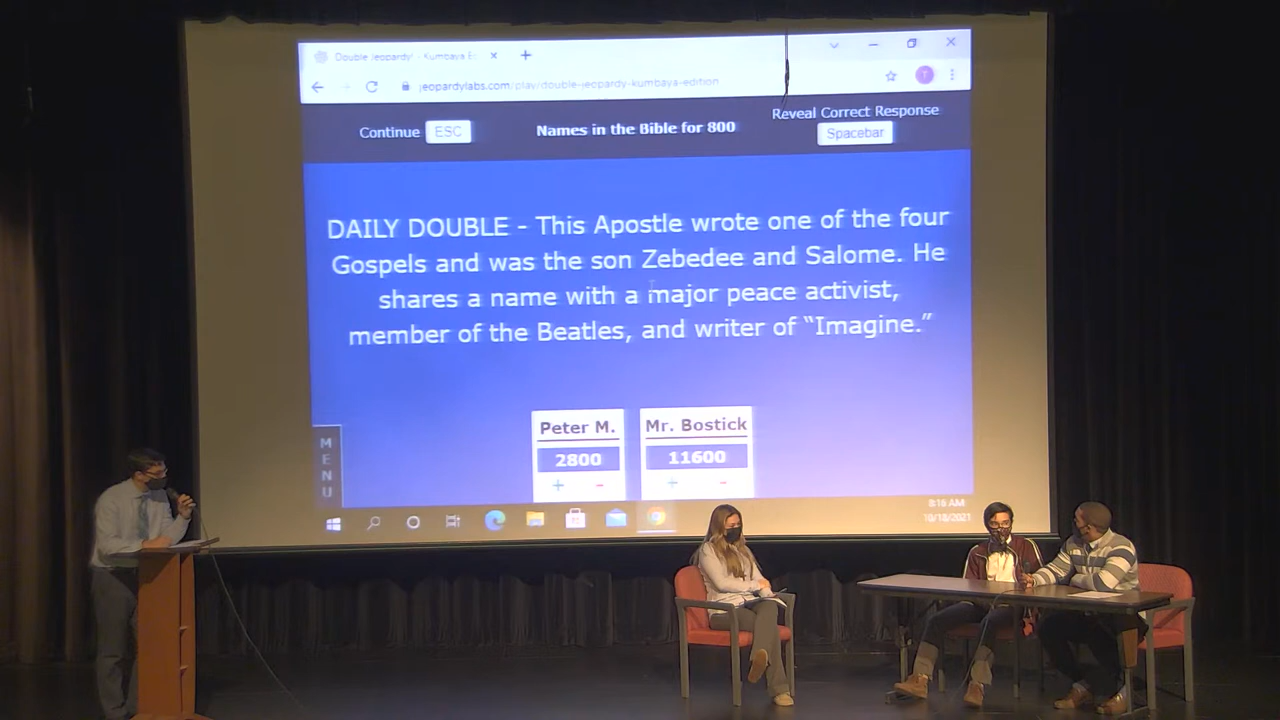 Double Jeopardy! - Kumbaya E
jeopardylabs.com/play/double-jeopardy-kumbaya-edition
Continue ESC
Names in the Bible for 800
Reveal Correct Response
Spacebar
DAILY DOUBLE - This Apostle wrote one of the four
Gospels and was the son Zebedee and Salome. He
shares a name with a major peace activist,
member of the Beatles, and writer of “Imagine.”
MENU
Peter M.
2800
+ -
Mr. Bostick
11600
+ -
8:16 AM
10/18/2021